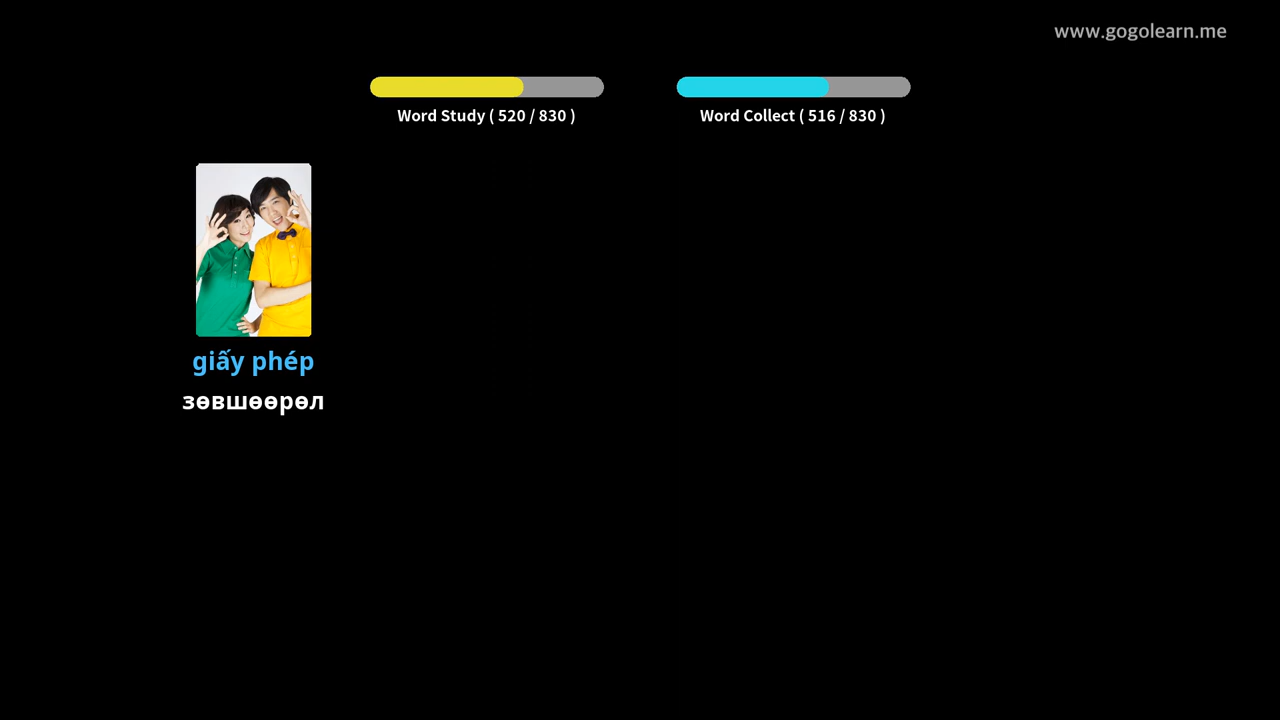 www.gogolearn.me
Word Study ( 520 / 830 )
Word Collect ( 516 / 830 )
giấy phép
зөвшөөрөл